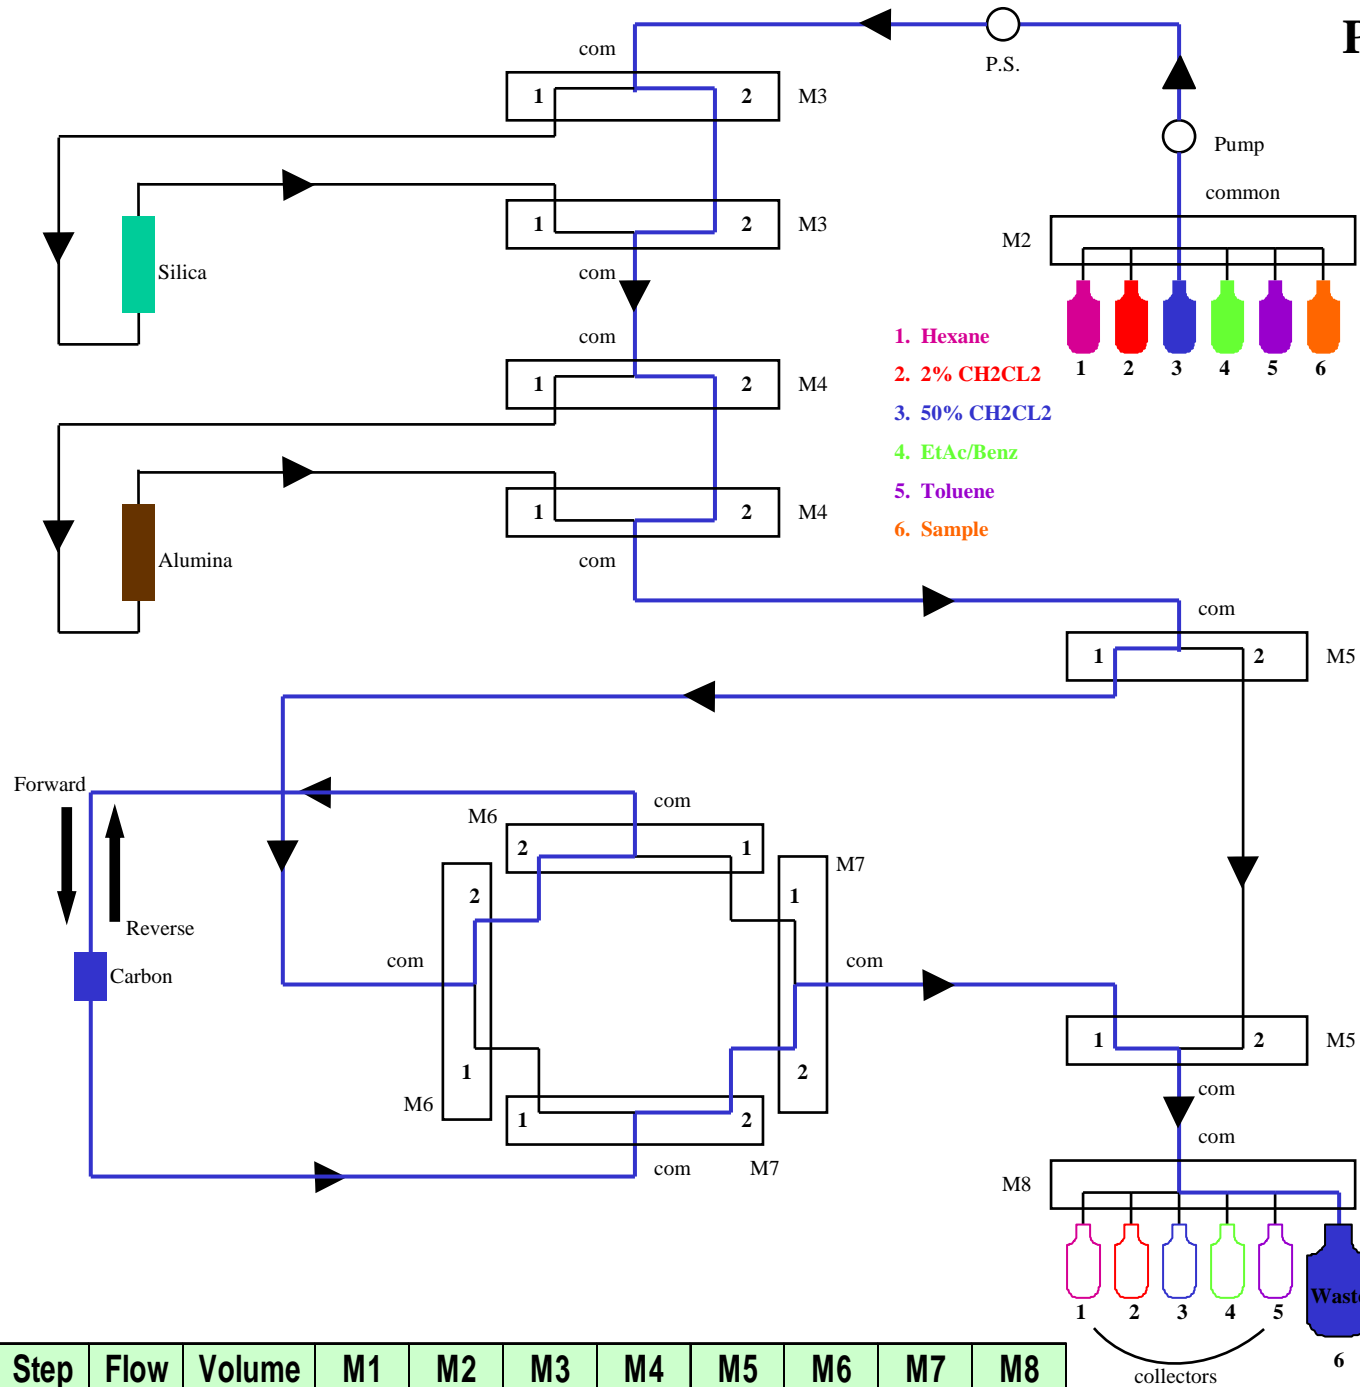 P
com
P.S.
1 2 M3
Pump
common
1 2 M3
M2
Silica
com
com
1. Hexane
2. 2% CH2CL2
3. 50% CH2CL2
4. EtAc/Benz
5. Toluene
6. Sample
1 2 3 4 5 6
1 2 M4
1 2 M4
Alumina
com
com
1 2 M5
Forward
com
M6
2 1
M7
2
1
Reverse
Carbon
com
com
1 2 M5
1
2
M6
com
1 2
com
M7
com
M8
Waste
1 2 3 4 5
6
collectors
Step Flow Volume M1 M2 M3 M4 M5 M6 M7 M8